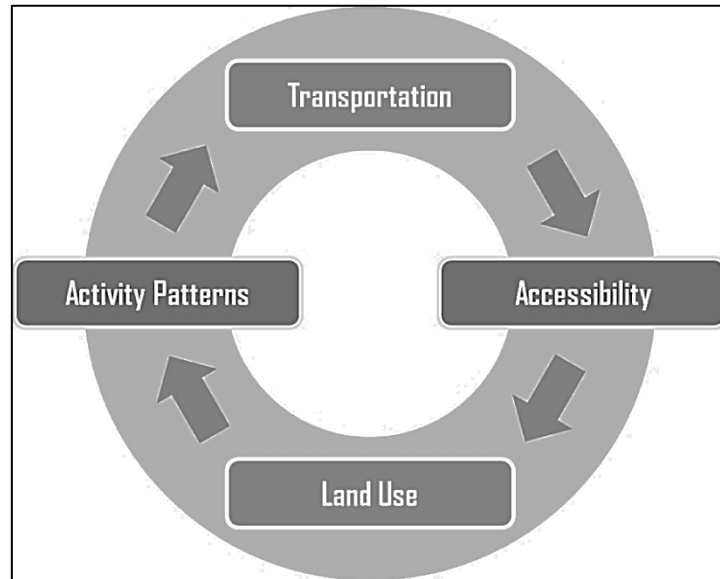 Transportation
Activity Patterns
Accessibility
Land Use